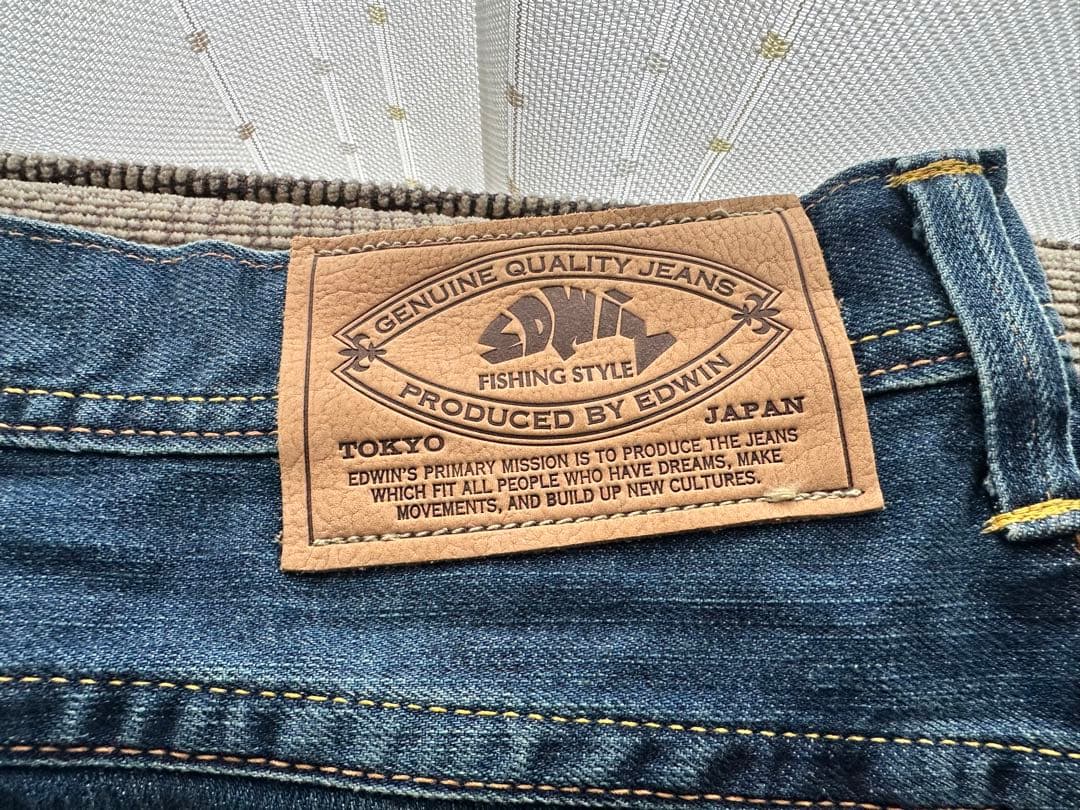 GENUINE QUALITY JEANS
EDWIN
FISHING STYLE
PRODUCED BY EDWIN
TOKYO JAPAN
EDWIN'S PRIMARY MISSION IS TO PRODUCE THE JEANS
WHICH FIT ALL PEOPLE WHO HAVE DREAMS, MAKE
MOVEMENTS, AND BUILD UP NEW CULTURES.